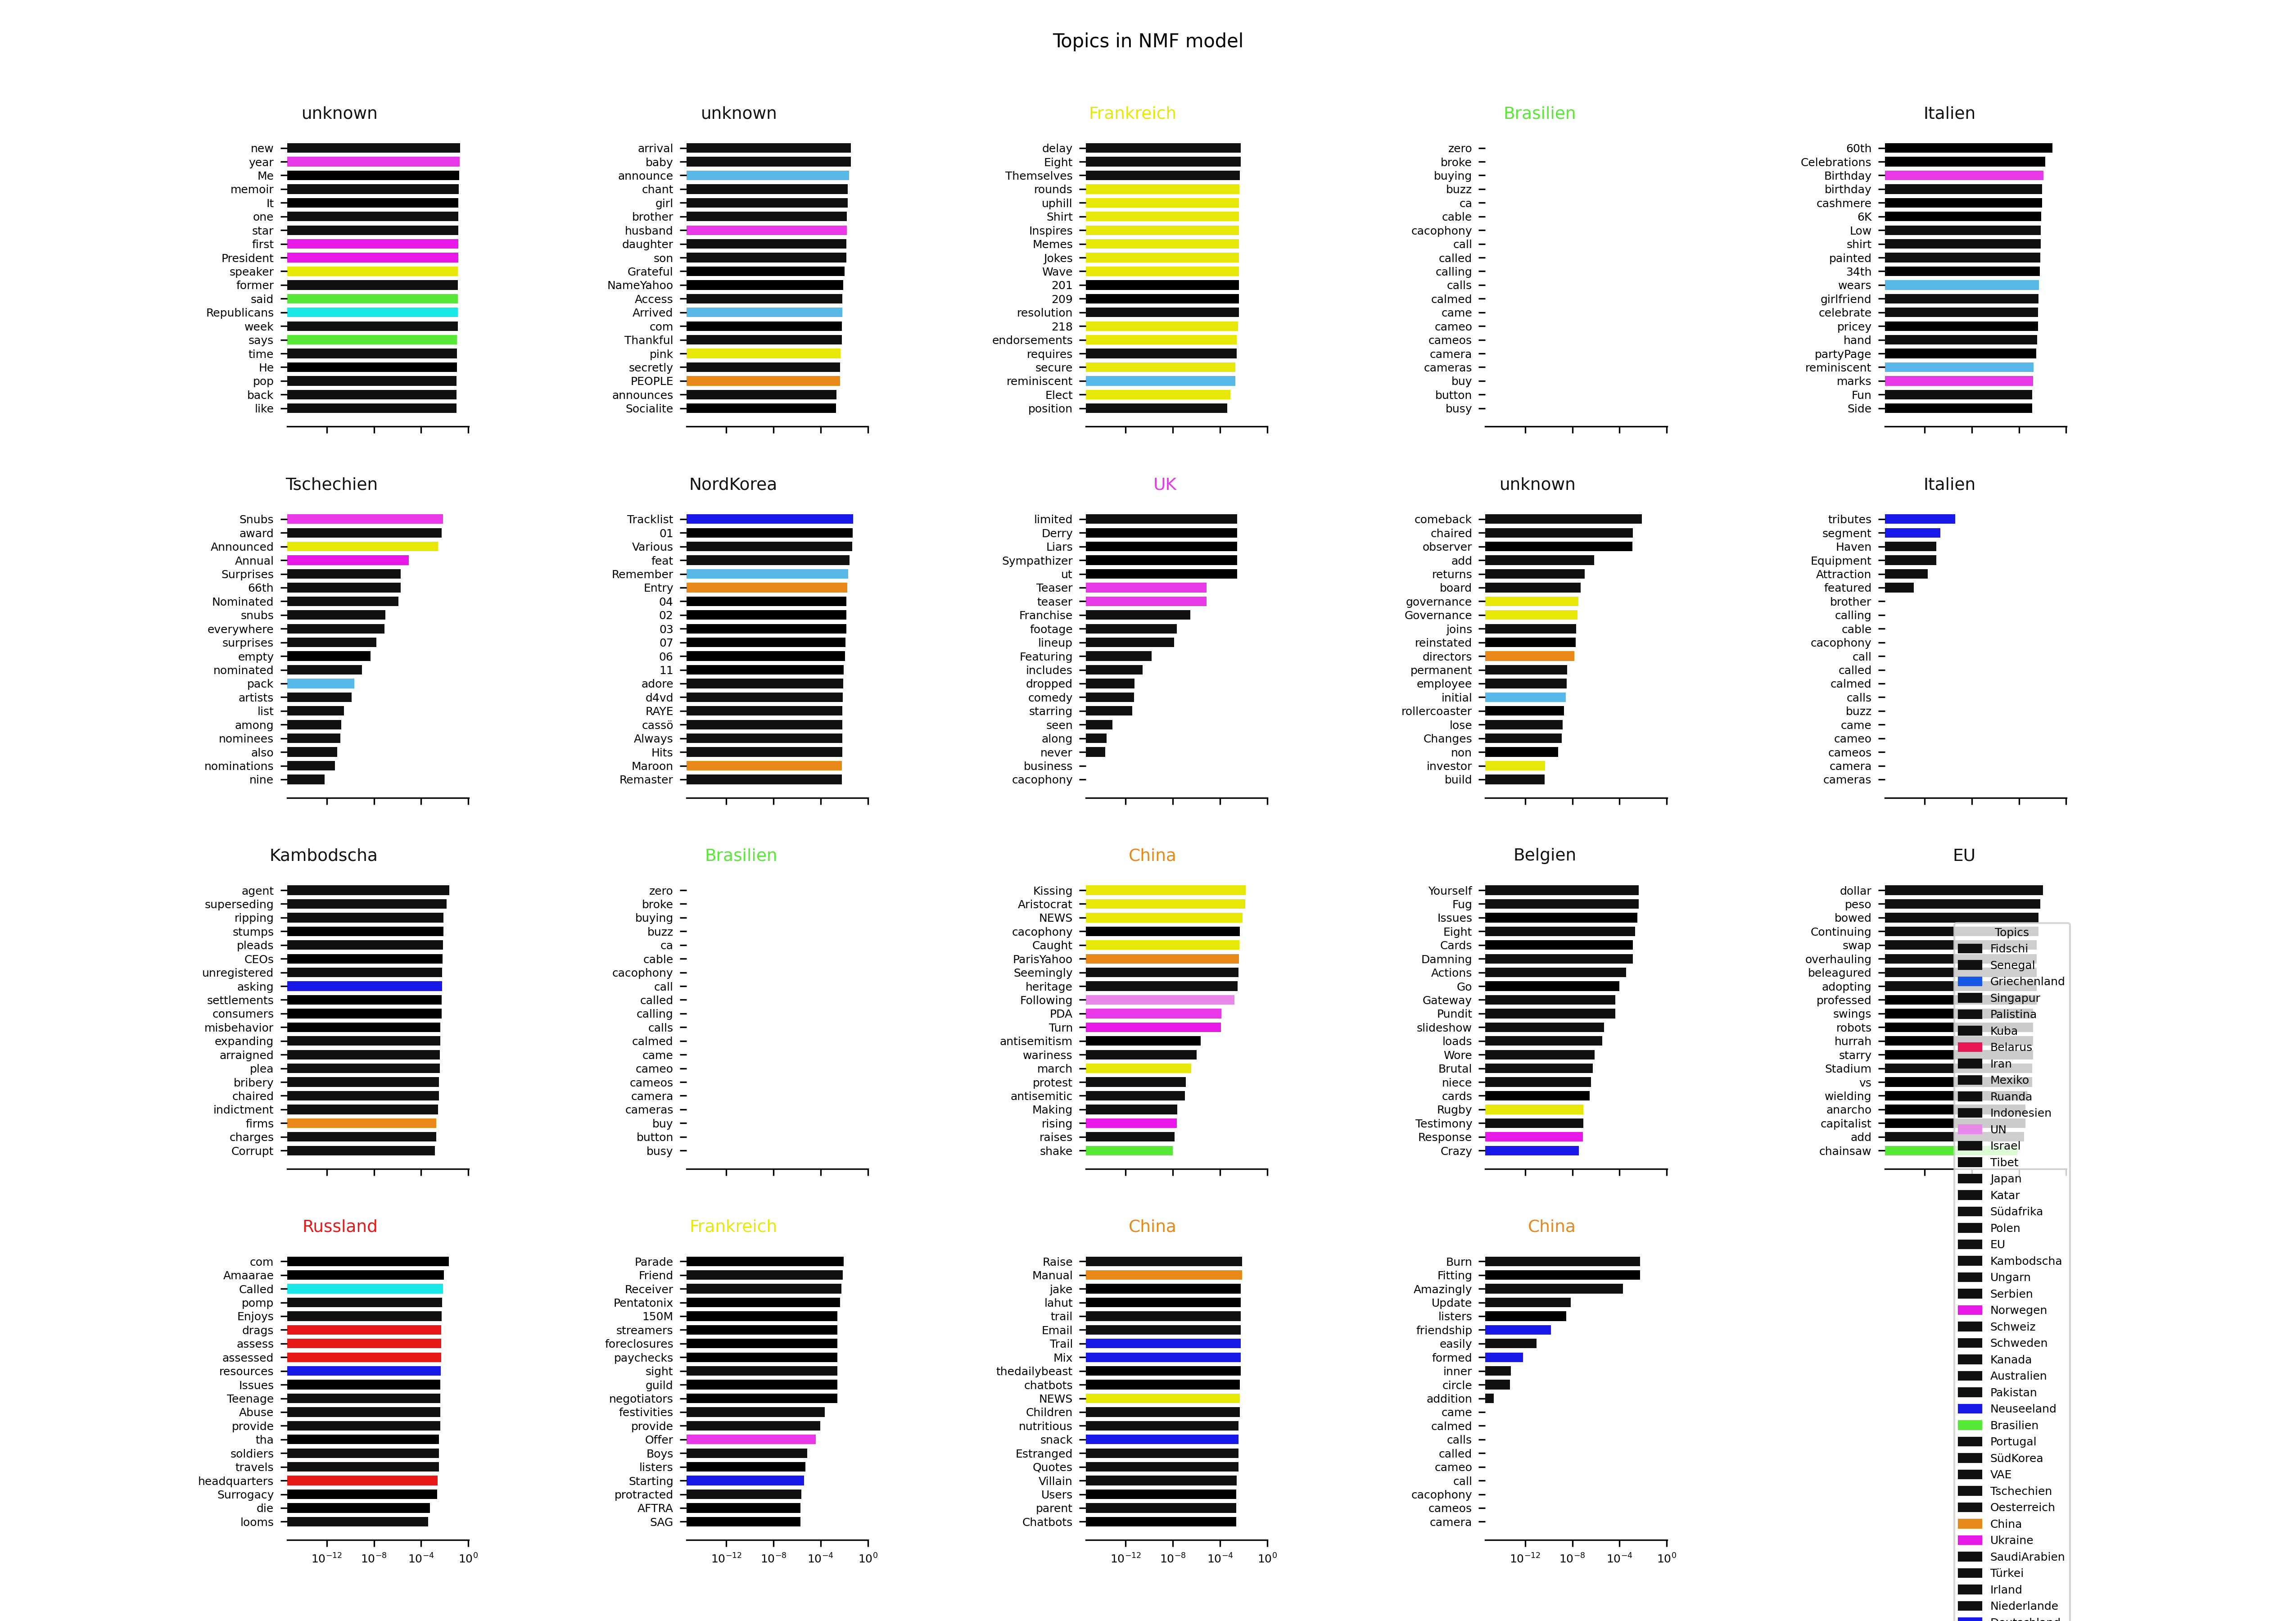 Topics in NMF model
unknown
new
year
Me
memoir
It
one
star
first
President
speaker
former
said
Republicans
week
says
time
He
pop
back
like
unknown
arrival
baby
announce
chant
girl
brother
husband
daughter
son
Grateful
NameYahoo
Access
Arrived
com
Thankful
pink
secretly
PEOPLE
announces
Socialite
Frankreich
delay
Eight
Themselves
rounds
uphill
Shirt
Inspires
Memes
Jokes
Wave
201
209
resolution
218
endorsements
requires
secure
reminiscent
Elect
position
Brasilien
zero
broke
buying
buzz
ca
cable
cacophony
call
called
calling
calls
calmed
came
cameo
cameos
camera
cameras
buy
button
busy
Italien
60th
Celebrations
Birthday
birthday
cashmere
6K
Low
shirt
painted
34th
wears
girlfriend
celebrate
pricey
hand
partyPage
reminiscent
marks
Fun
Side
Tschechien
Snubs
award
Announced
Annual
Surprises
66th
Nominated
snubs
everywhere
surprises
empty
nominated
pack
artists
list
among
nominees
also
nominations
nine
NordKorea
Tracklist
01
Various
feat
Remember
Entry
04
02
03
07
06
11
adore
d4vd
RAYE
cassö
Always
Hits
Maroon
Remaster
UK
limited
Derry
Liars
Sympathizer
ut
Teaser
teaser
Franchise
footage
lineup
Featuring
includes
dropped
comedy
starring
seen
along
never
business
cacophony
unknown
comeback
chaired
observer
add
returns
board
governance
Governance
joins
reinstated
directors
permanent
employee
initial
rollercoaster
lose
Changes
non
investor
build
Italien
tributes
segment
Haven
Equipment
Attraction
featured
brother
calling
cable
cacophony
call
called
calmed
calls
buzz
came
cameo
cameos
camera
cameras
Kambodscha
agent
superseding
ripping
stumps
pleads
CEOs
unregistered
asking
settlements
consumers
misbehavior
expanding
arraigned
plea
bribery
chaired
indictment
firms
charges
Corrupt
Brasilien
zero
broke
buying
buzz
ca
cable
cacophony
call
called
calling
calls
calmed
came
cameo
cameos
camera
cameras
buy
button
busy
China
Kissing
Aristocrat
NEWS
cacophony
Caught
ParisYahoo
Seemingly
heritage
Following
PDA
Turn
antisemitism
wariness
march
protest
antisemitic
Making
rising
raises
shake
Belgien
Yourself
Fug
Issues
Eight
Cards
Damning
Actions
Go
Gateway
Pundit
slideshow
loads
Wore
Brutal
niece
cards
Rugby
Testimony
Response
Crazy
EU
dollar
peso
bowed
Continuing
swap
overhauling
beleagured
adopting
professed
swings
robots
hurrah
starry
Stadium
vs
wielding
anarcho
capitalist
add
chainsaw
Russland
com
Amaarae
Called
pomp
Enjoys
drags
assess
assessed
resources
Issues
Teenage
Abuse
provide
tha
soldiers
travels
headquarters
Surrogacy
die
looms
10⁻¹² 10⁻⁸ 10⁻⁴ 10⁰
Frankreich
Parade
Friend
Receiver
Pentatonix
150M
streamers
foreclosures
paychecks
sight
guild
negotiators
festivities
provide
Offer
Boys
listers
Starting
protracted
AFTRA
SAG
10⁻¹² 10⁻⁸ 10⁻⁴ 10⁰
China
Raise
Manual
jake
lahut
trail
Email
Trail
Mix
thedailybeast
chatbots
NEWS
Children
nutritious
snack
Estranged
Quotes
Villain
Users
parent
Chatbots
10⁻¹² 10⁻⁸ 10⁻⁴ 10⁰
China
Burn
Fitting
Amazingly
Update
listers
friendship
easily
formed
inner
circle
addition
came
calmed
calls
called
cameo
call
cacophony
cameos
camera
10⁻¹² 10⁻⁸ 10⁻⁴ 10⁰
Topics
Fidschi
Senegal
Griechenland
Singapur
Palistina
Kuba
Belarus
Iran
Mexiko
Ruanda
Indonesien
UN
Israel
Tibet
Japan
Katar
Südafrika
Polen
EU
Kambodscha
Ungarn
Serbien
Norwegen
Schweiz
Schweden
Kanada
Australien
Pakistan
Neuseeland
Brasilien
Portugal
SüdKorea
VAE
Tschechien
Oesterreich
China
Ukraine
SaudiArabien
Türkei
Irland
Niederlande